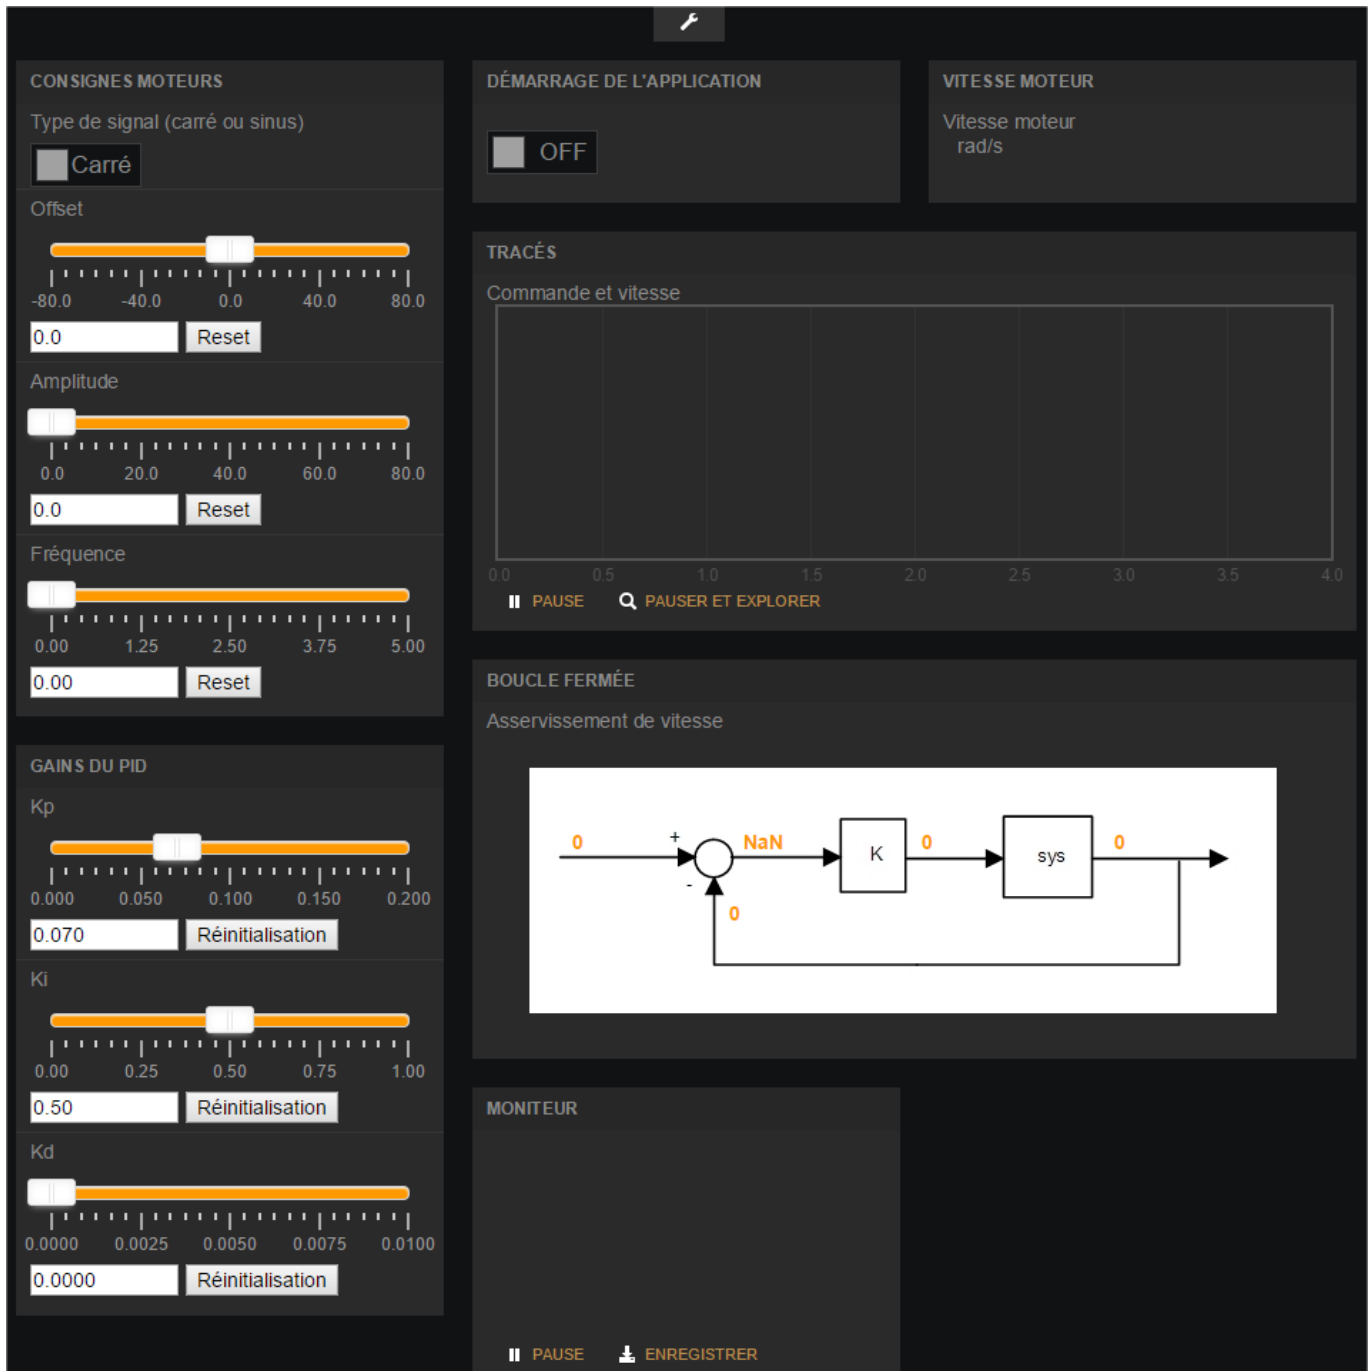 CONSIGNES MOTEURS
Type de signal (carré ou sinus)
Carré
Offset
-80.0 -40.0 0.0 40.0 80.0
0.0 Reset
Amplitude
0.0 20.0 40.0 60.0 80.0
0.0 Reset
Fréquence
0.00 1.25 2.50 3.75 5.00
0.00 Reset
GAINS DU PID
Kp
0.000 0.050 0.100 0.150 0.200
0.070 Réinitialisation
Ki
0.00 0.25 0.50 0.75 1.00
0.50 Réinitialisation
Kd
0.0000 0.0025 0.0050 0.0075 0.0100
0.0000 Réinitialisation
DÉMARRAGE DE L'APPLICATION
OFF
VITESSE MOTEUR
Vitesse moteur
rad/s
TRACÉS
Commande et vitesse
0.0 0.5 1.0 1.5 2.0 2.5 3.0 3.5 4.0
PAUSE PAUSER ET EXPLORER
BOUCLE FERMÉE
Asservissement de vitesse
0 + NaN K 0 sys 0
-
0
MONITEUR
PAUSE ENREGISTRER